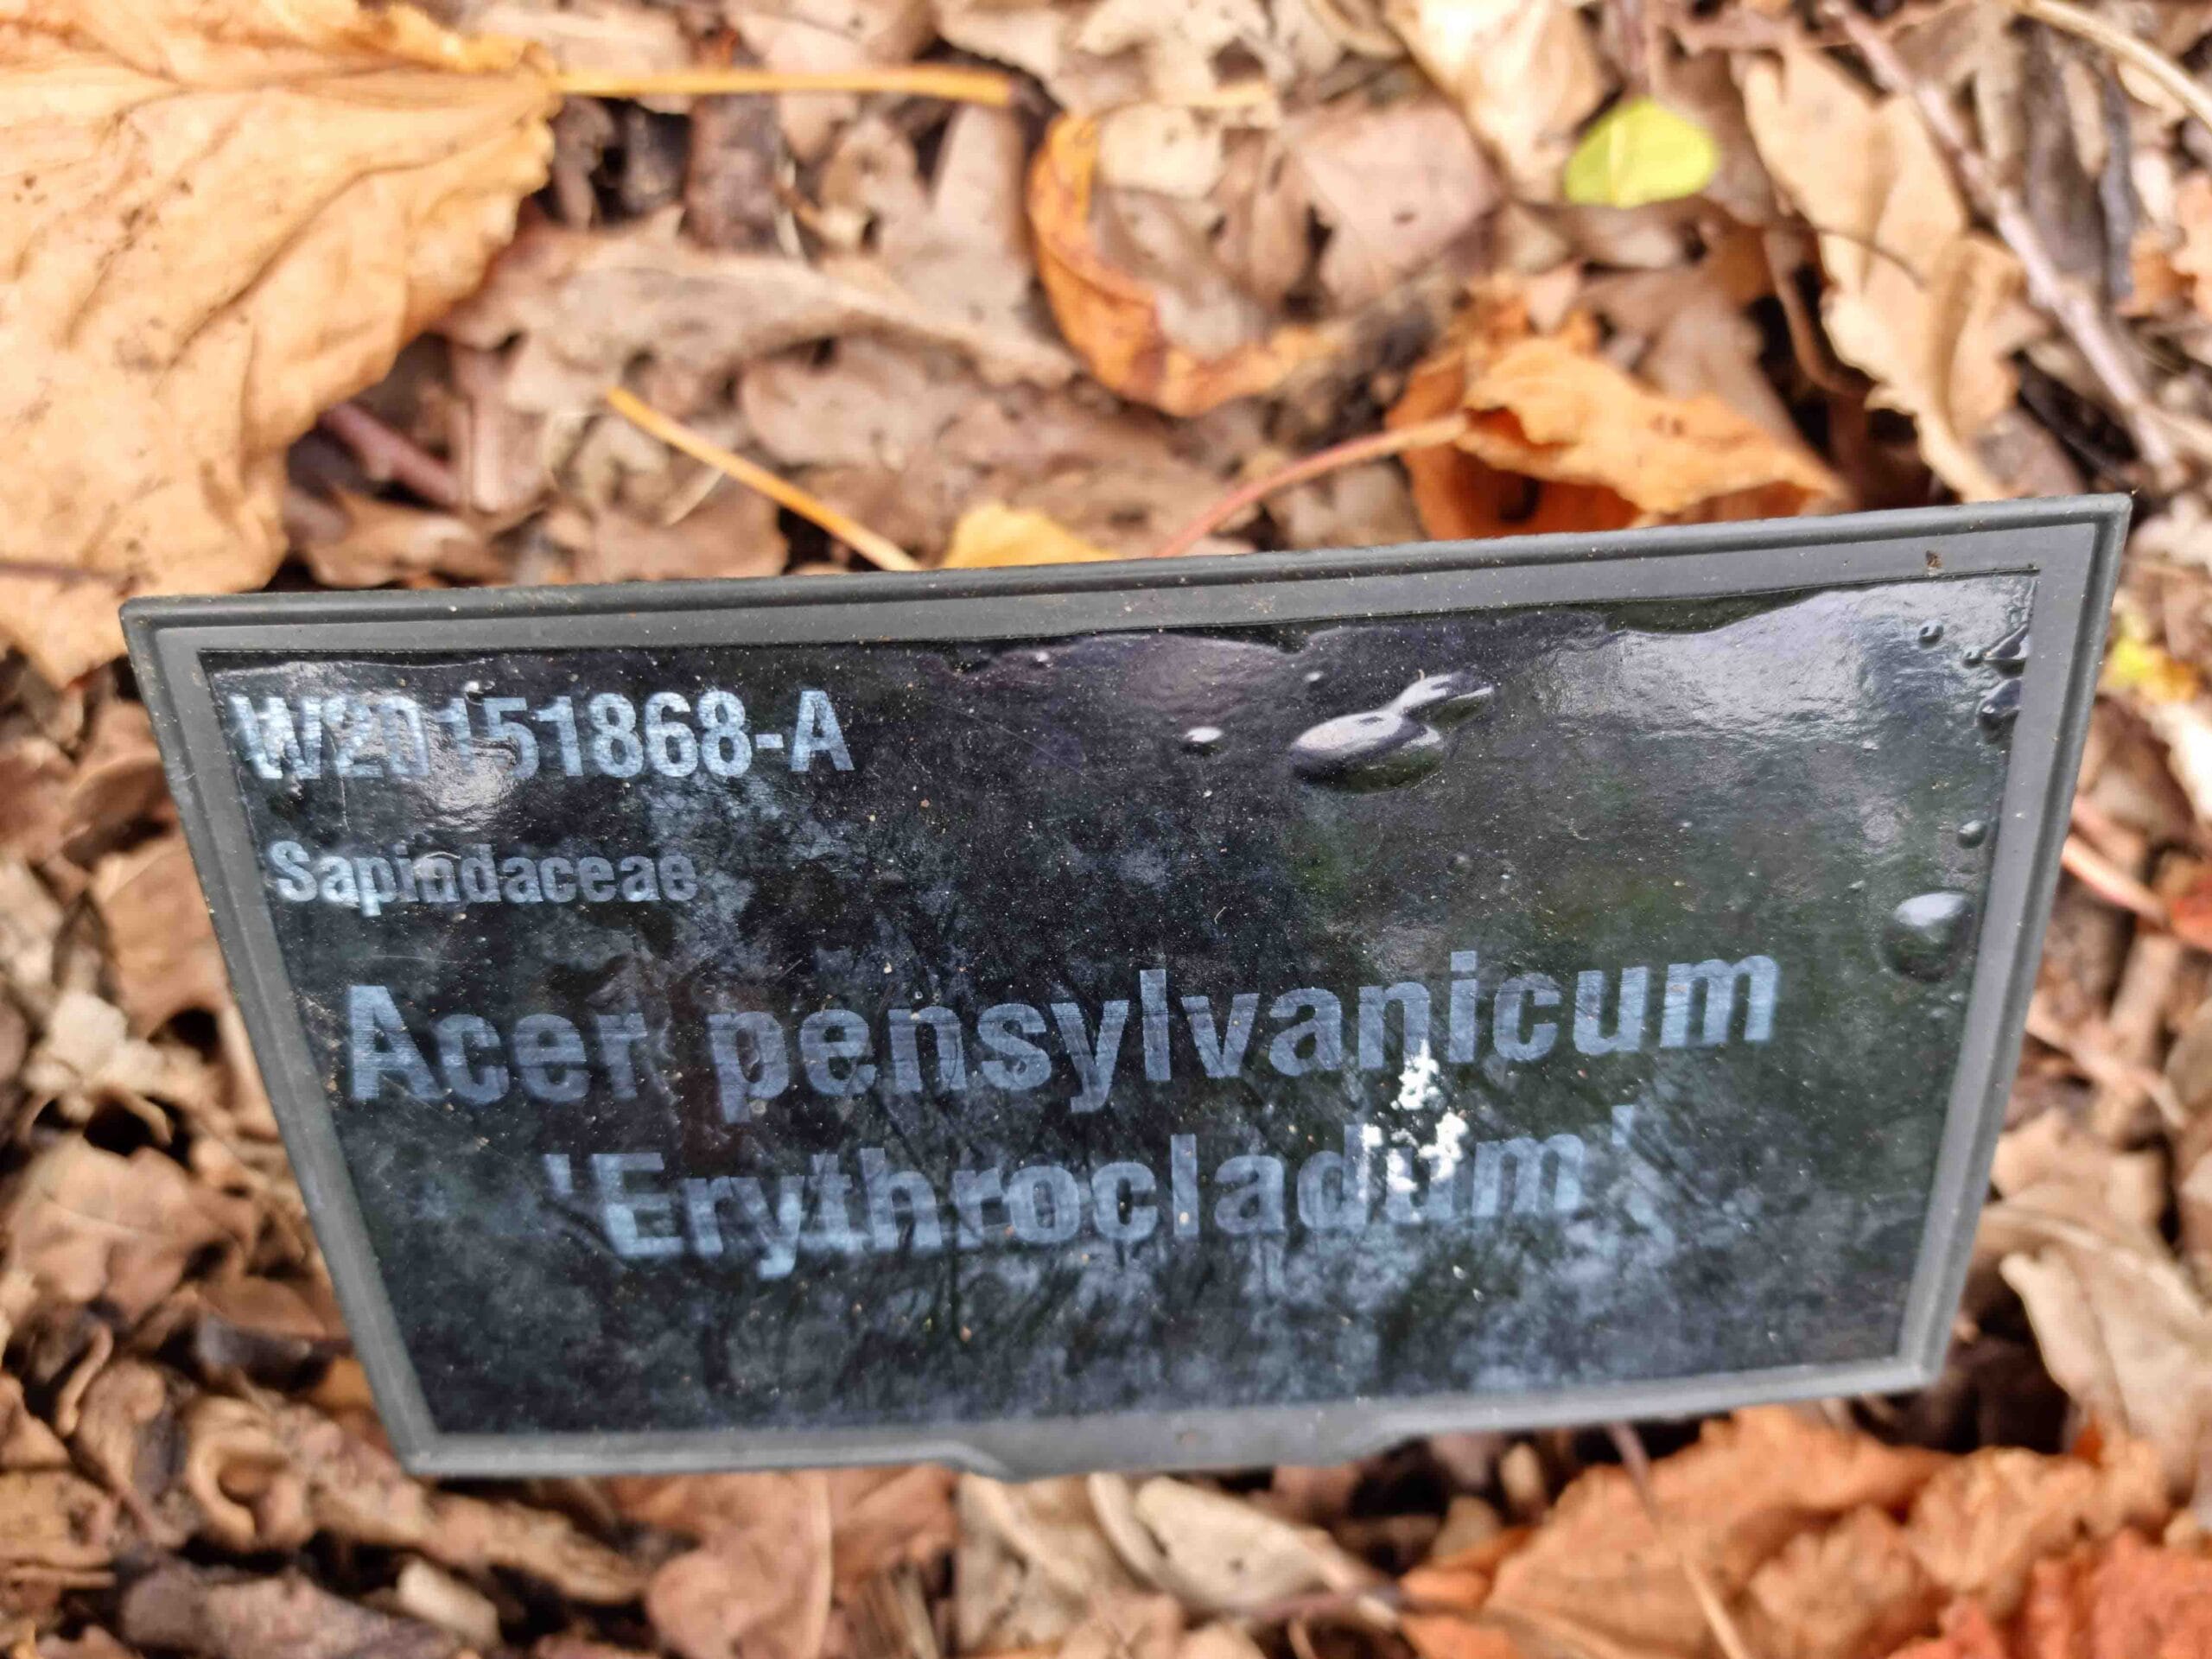 W20151868-A
Sapindaceae
Acer pensylvanicum
'Erythrocladum'